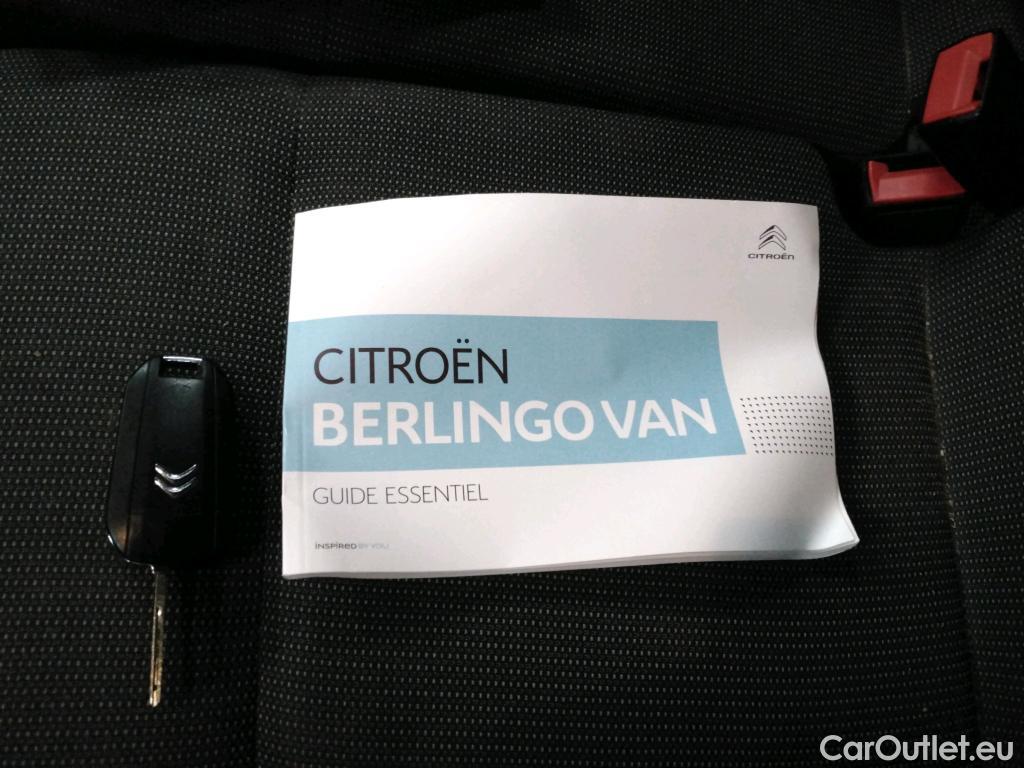 CITROËN
CITROËN
BERLINGO VAN
GUIDE ESSENTIEL
INSPIRED BY YOU
CarOutlet.eu